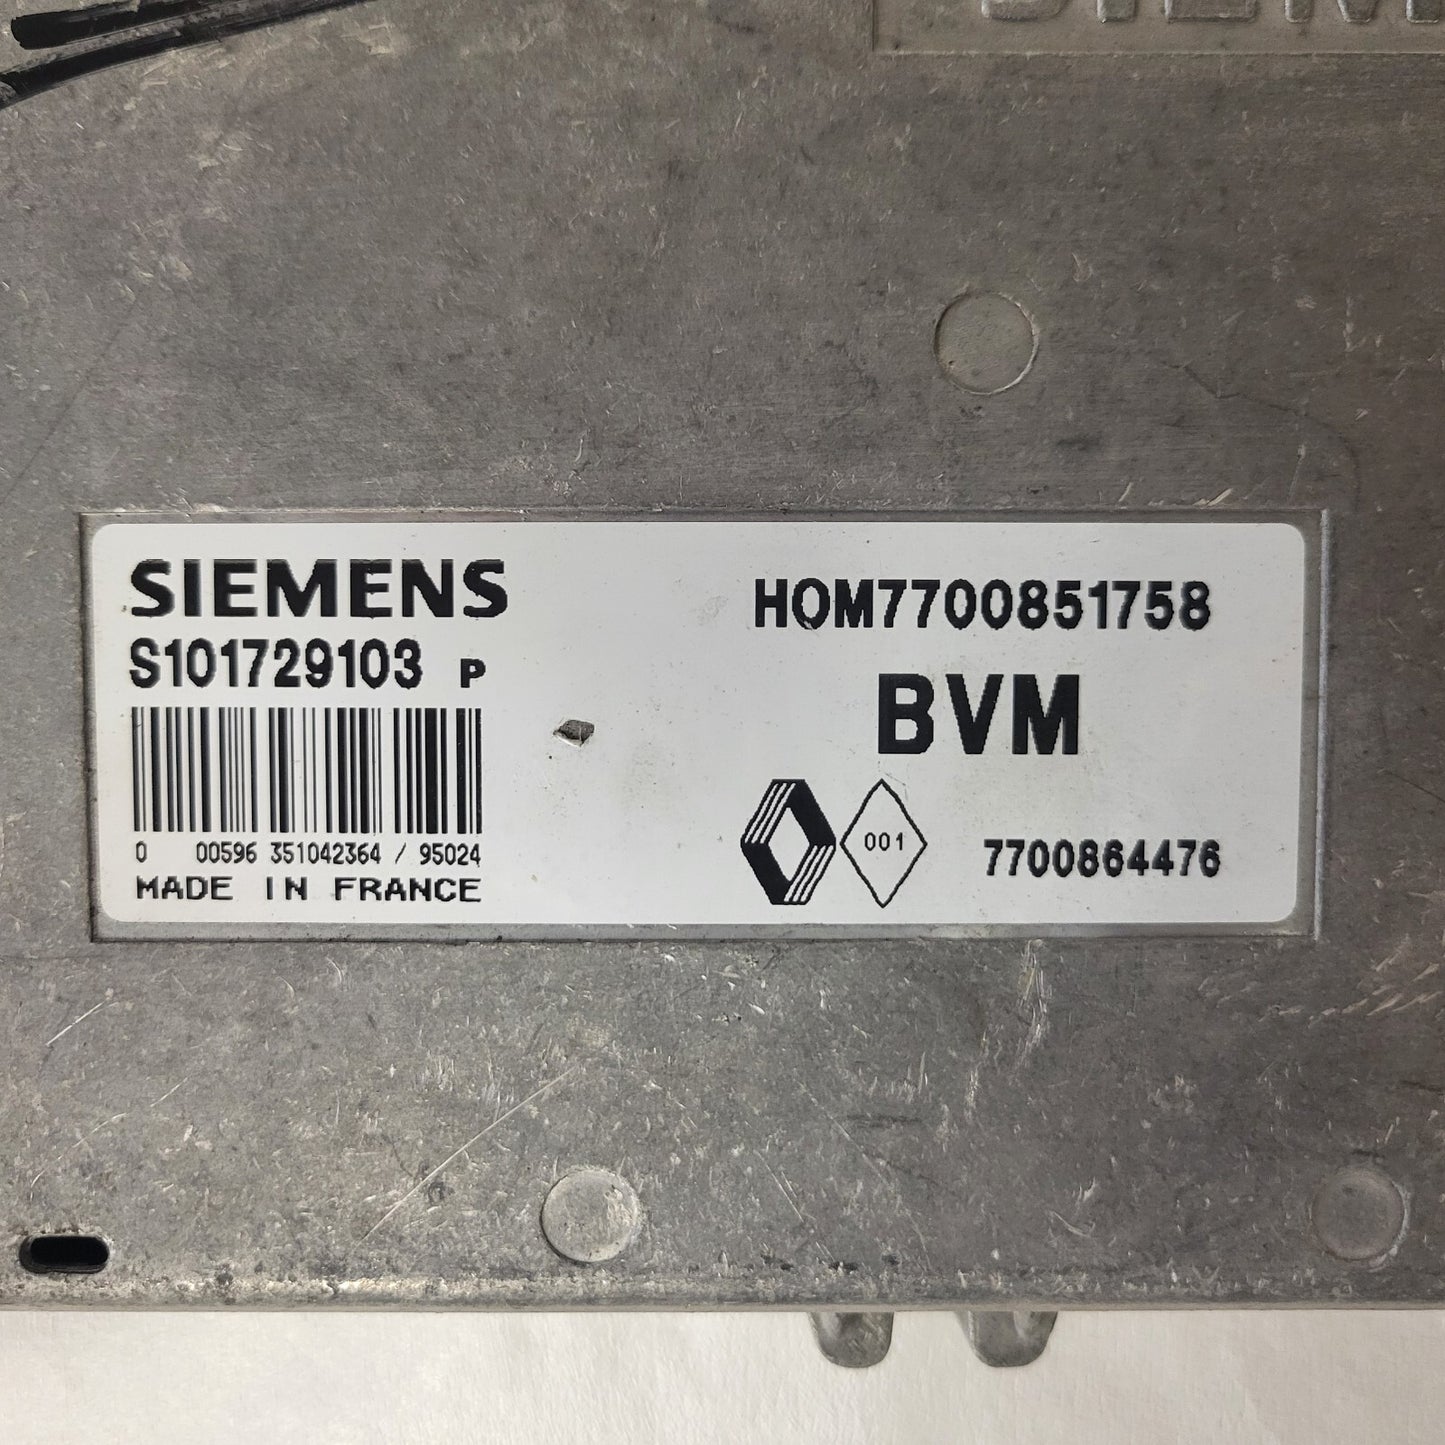 SIEMENS
S101729103 P
0 00596 351042364 / 95024
MADE IN FRANCE
HOM7700851758
BVM
001
7700864476